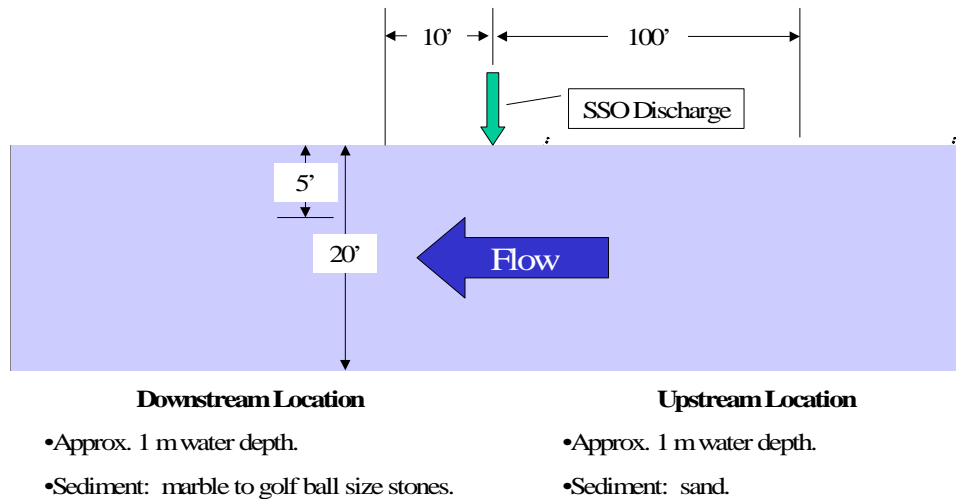 10’
100’
SSO Discharge
5’
20’
Flow
Downstream Location
•Approx. 1 m water depth.
•Sediment: marble to golf ball size stones.
Upstream Location
•Approx. 1 m water depth.
•Sediment: sand.